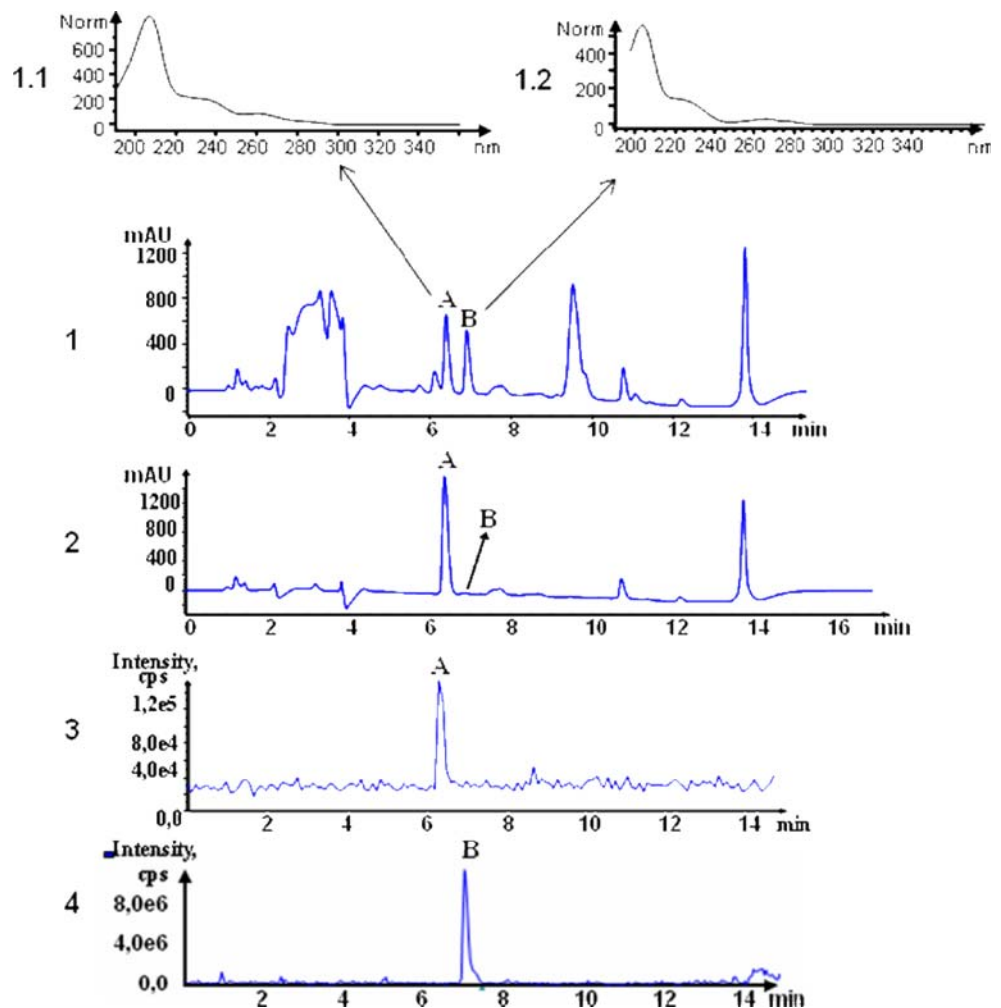 1.1
Norm
600
400
200
0
200 220 240 260 280 300 320 340
nm
1.2
Norm
400
200
0
200 220 240 260 280 300 320 340
nm
1
mAU
1200
800
400
0
A
B
0 2 4 6 8 10 12 14 min
2
mAU
1200
800
400
0
A
B
0 2 4 6 8 10 12 14 16 min
3
Intensity,
cps
1,2e5
8,0e4
4,0e4
0,0
A
2 4 6 8 10 12 14 min
4
Intensity,
cps
8,0e6
4,0e6
0,0
B
2 4 6 8 10 12 14 min